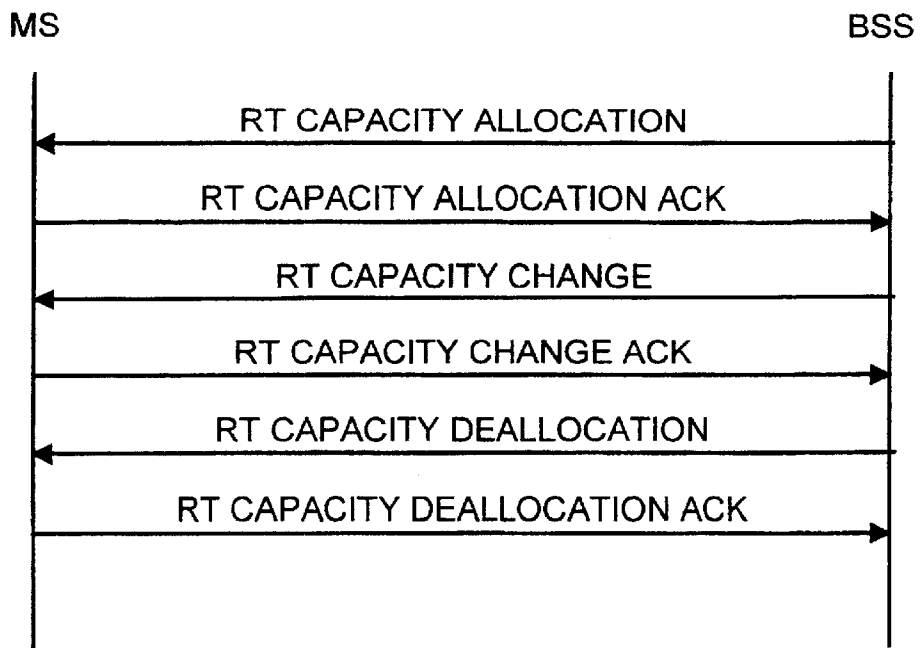 MS BSS
RT CAPACITY ALLOCATION
RT CAPACITY ALLOCATION ACK
RT CAPACITY CHANGE
RT CAPACITY CHANGE ACK
RT CAPACITY DEALLOCATION
RT CAPACITY DEALLOCATION ACK